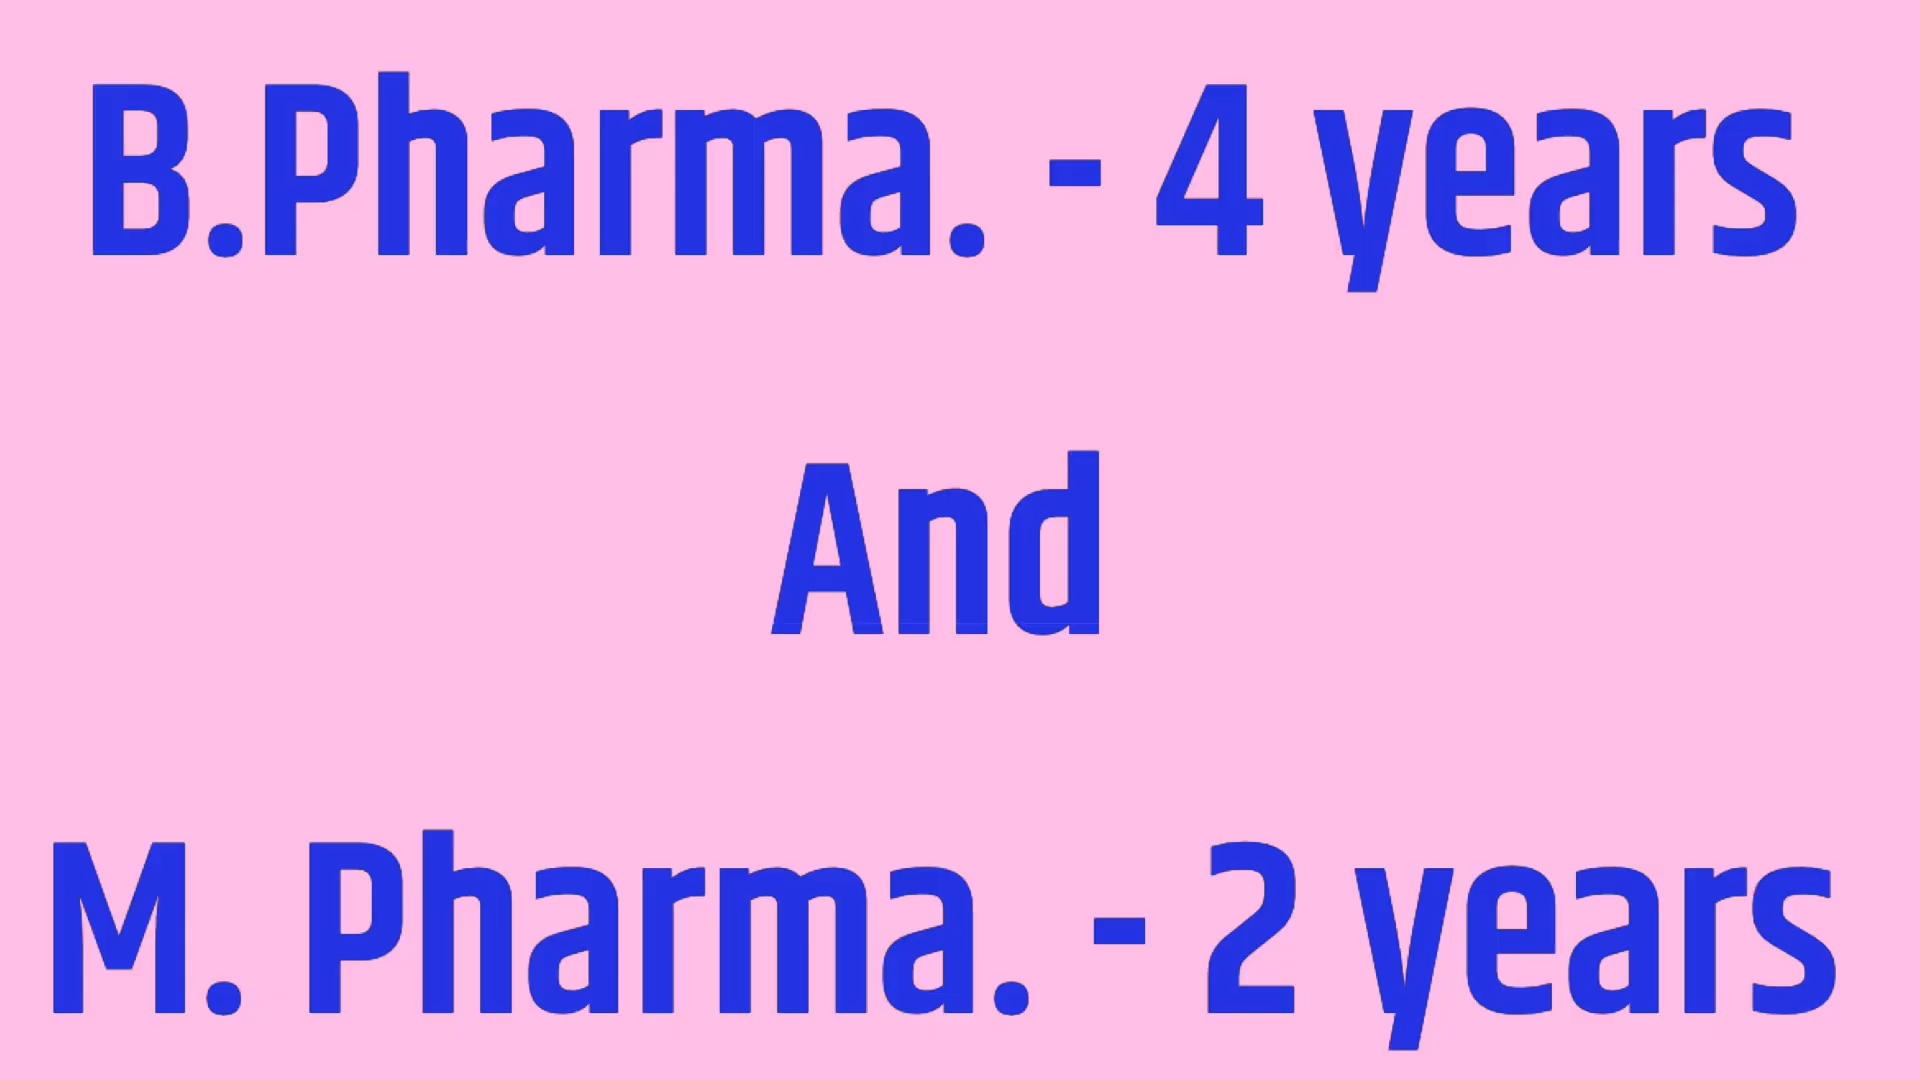 B.Pharma. - 4 years
And
M. Pharma. - 2 years